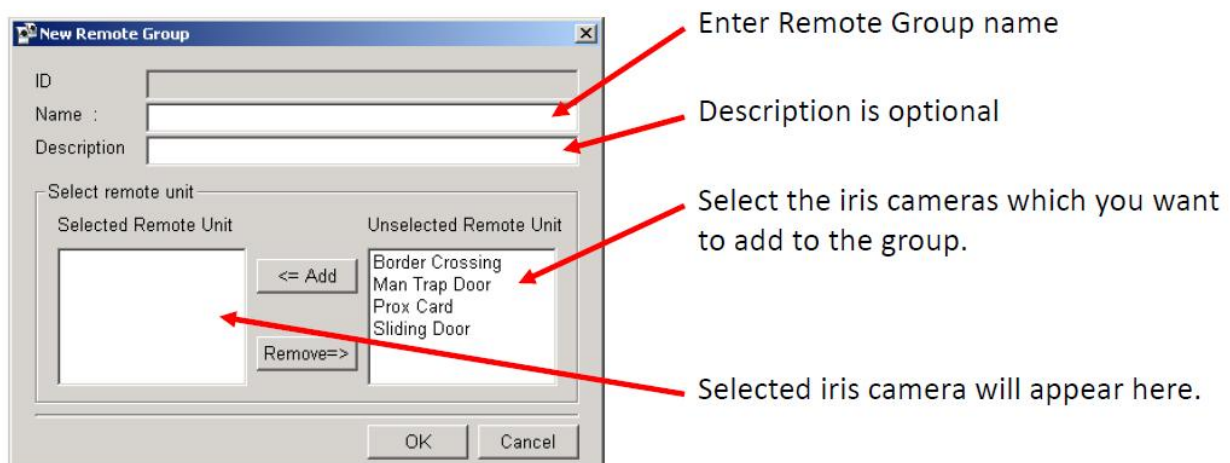 New Remote Group
Enter Remote Group name
ID
Name :
Description
Description is optional
Select remote unit
Selected Remote Unit
Unselected Remote Unit
Select the iris cameras which you want
to add to the group.
<= Add
Remove=>
Border Crossing
Man Trap Door
Prox Card
Sliding Door
Selected iris camera will appear here.
OK
Cancel